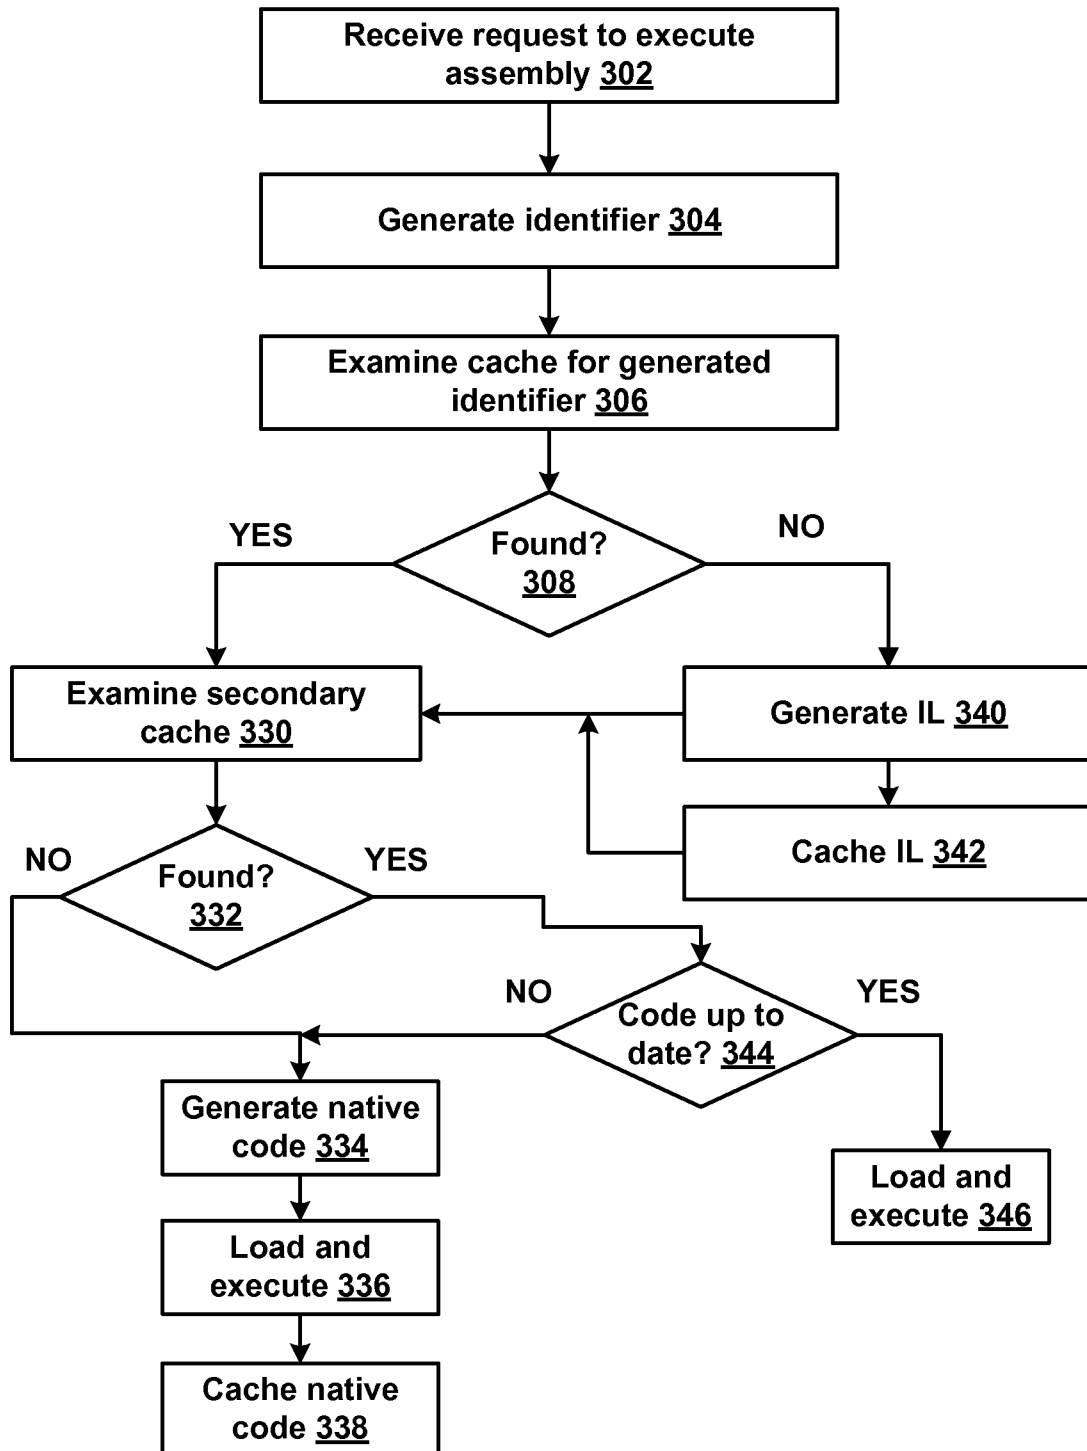 Receive request to execute
assembly 302
Generate identifier 304
Examine cache for generated
identifier 306
YES
NO
Found?
308
Examine secondary
cache 330
Generate IL 340
Cache IL 342
NO
YES
Found?
332
NO
YES
Code up to
date? 344
Generate native
code 334
Load and
execute 346
Load and
execute 336
Cache native
code 338